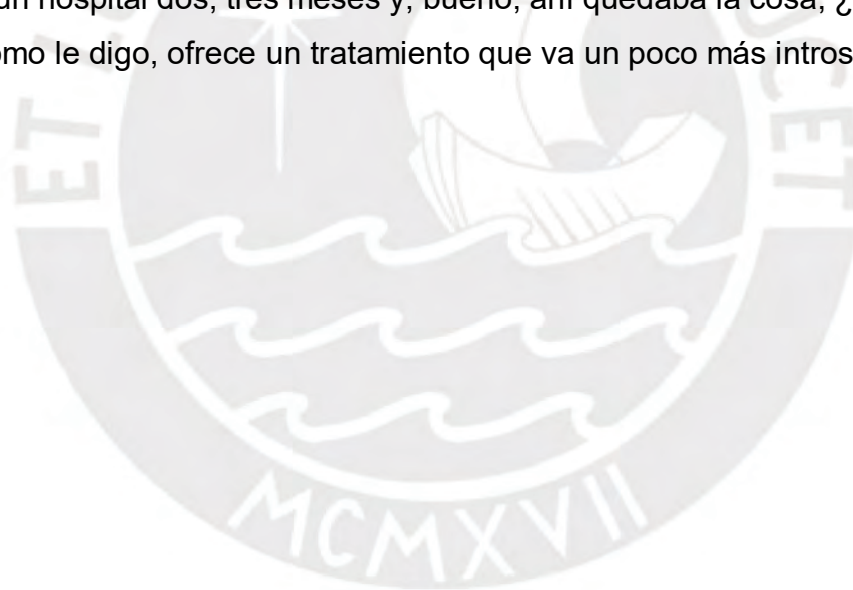 un hospital dos, tres meses y, bueno, ahí quedaba la cosa, ¿
omo le digo, ofrece un tratamiento que va un poco más intros
ET
MCMXVII